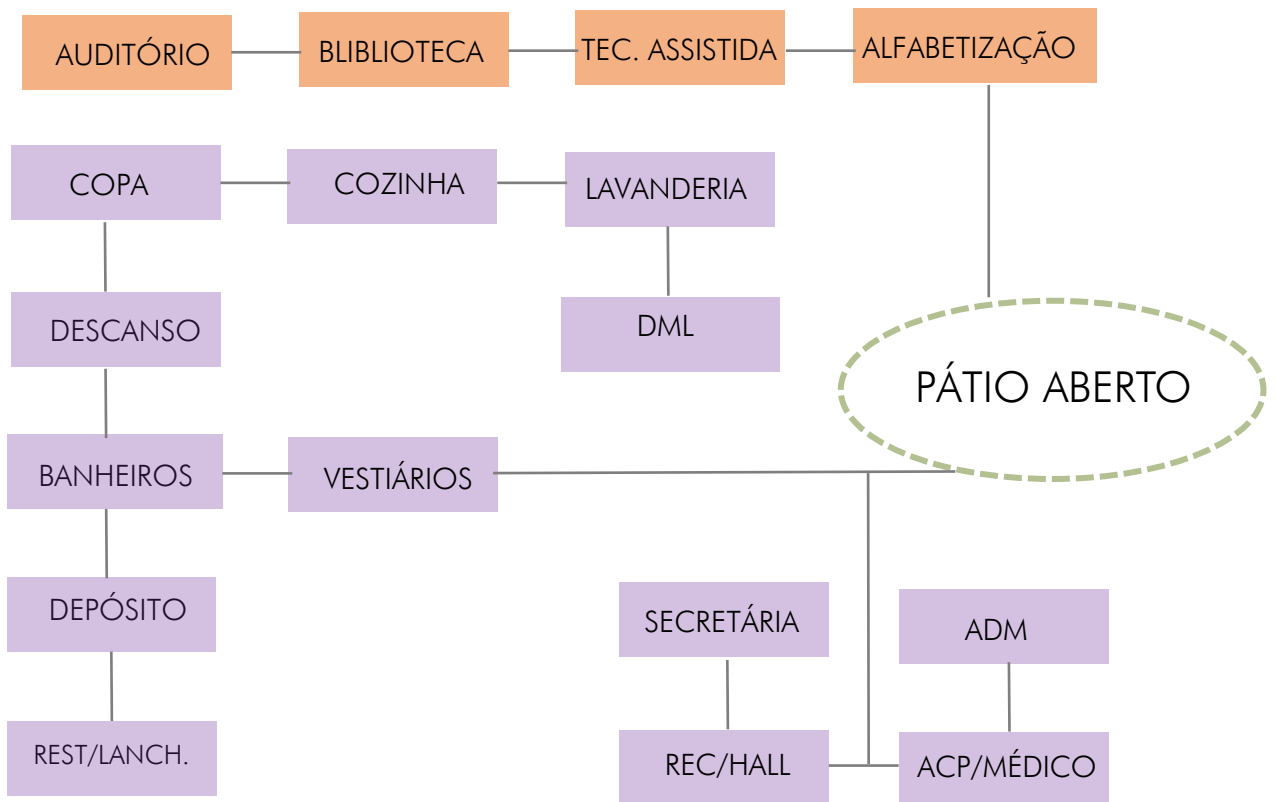 AUDITÓRIO
BLIBLIOTECA
TEC. ASSISTIDA
ALFABETIZAÇÃO
COPA
COZINHA
LAVANDERIA
DESCANSO
DML
PÁTIO ABERTO
BANHEIROS
VESTIÁRIOS
DEPÓSITO
SECRETÁRIA
ADM
REST/LANCH.
REC/HALL
ACP/MÉDICO